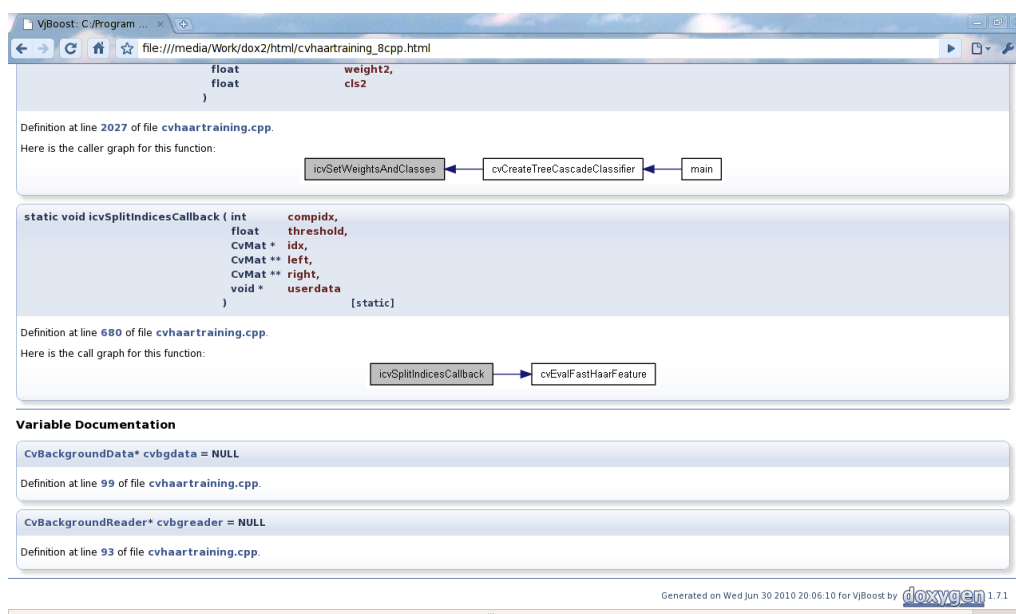 VjBoost: C:/Program ...
file:///media/Work/dox2/html/cvhaartraining_8cpp.html
float weight2,
float cls2
)
Definition at line 2027 of file cvhaartraining.cpp.
Here is the caller graph for this function:
icvSetWeightsAndClasses cvCreateTreeCascadeClassifier main
static void icvSplitIndicesCallback ( int compidx,
float threshold,
CvMat * idx,
CvMat ** left,
CvMat ** right,
void * userdata
) [static]
Definition at line 680 of file cvhaartraining.cpp.
Here is the call graph for this function:
icvSplitIndicesCallback cvEvalFastHaarFeature
Variable Documentation
CvBackgroundData* cvbgdata = NULL
Definition at line 99 of file cvhaartraining.cpp.
CvBackgroundReader* cvbgreader = NULL
Definition at line 93 of file cvhaartraining.cpp.
Generated on Wed Jun 30 2010 20:06:10 for VjBoost by doxygen 1.7.1